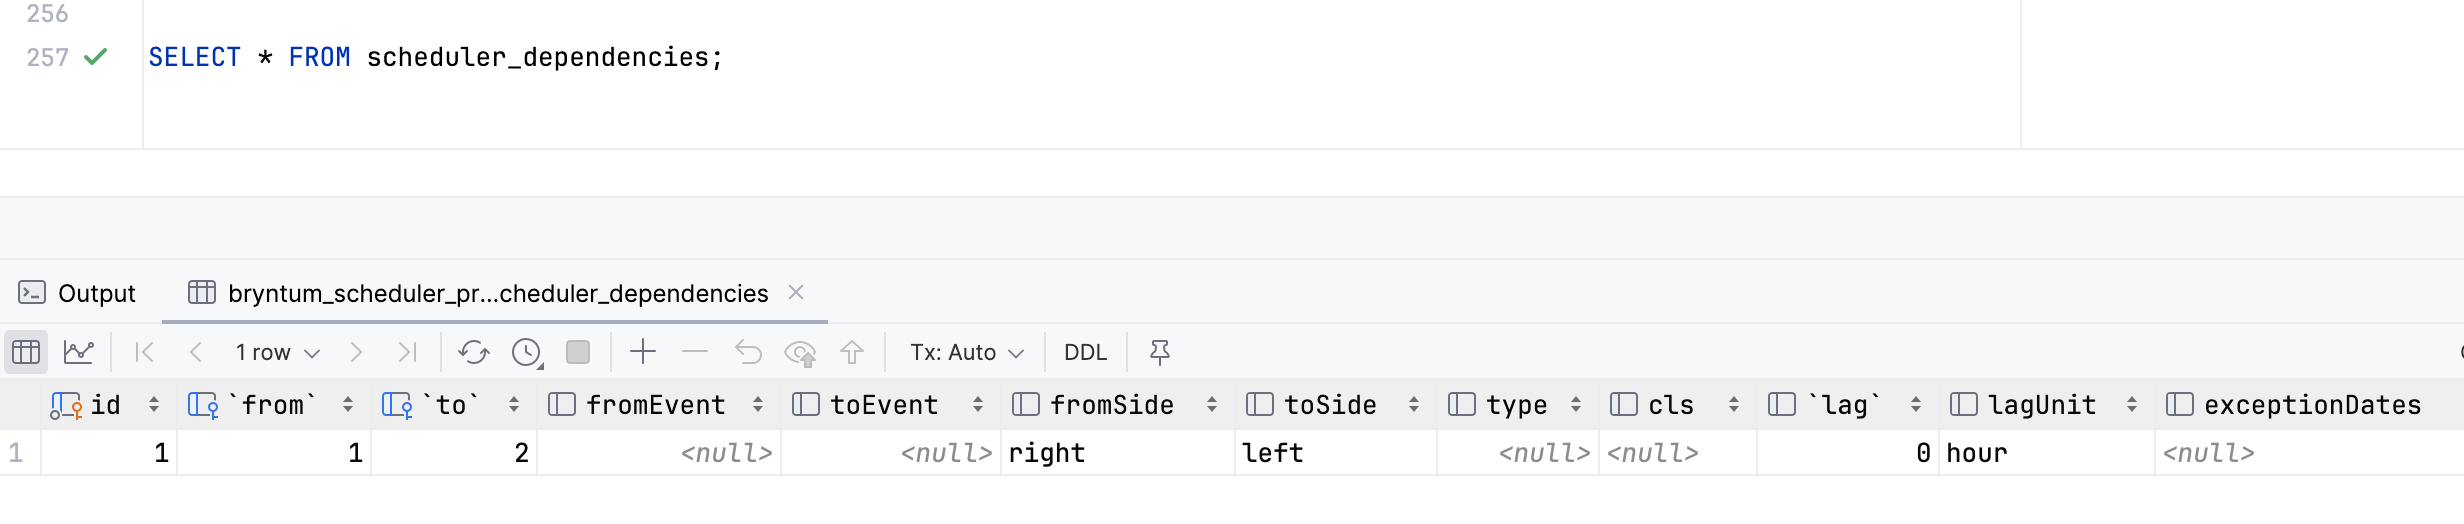 256
257 SELECT * FROM scheduler_dependencies;
Output bryntum_scheduler_pr...cheduler_dependencies
1 row Tx: Auto DDL
id `from` `to` fromEvent toEvent fromSide toSide type cls `lag` lagUnit exceptionDates
1 1 1 2 <null> <null> right left <null> <null> 0 hour <null>